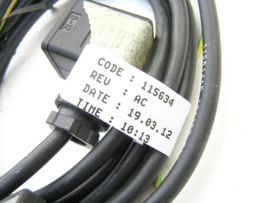 CODE : 115634
REV : AC
DATE : 19.03.12
TIME : 10:13